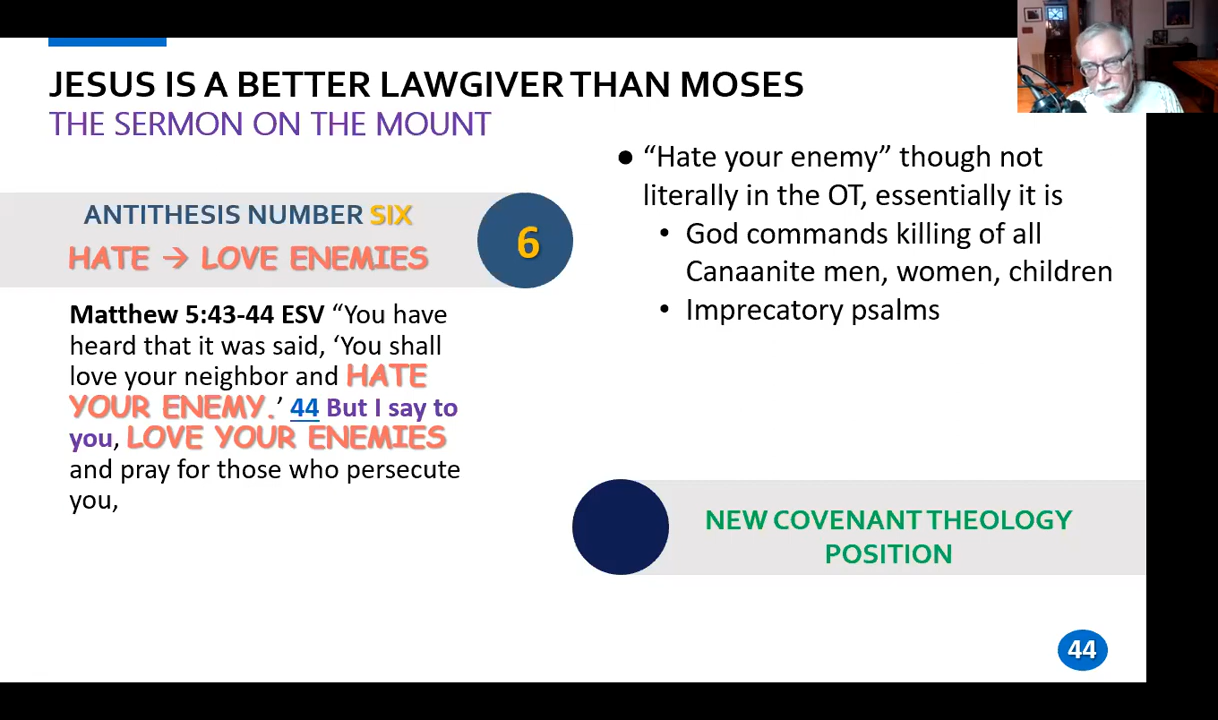 JESUS IS A BETTER LAWGIVER THAN MOSES
THE SERMON ON THE MOUNT
ANTITHESIS NUMBER SIX
HATE → LOVE ENEMIES
6
Matthew 5:43-44 ESV “You have
heard that it was said, ‘You shall
love your neighbor and HATE
YOUR ENEMY.’ 44 But I say to
you, LOVE YOUR ENEMIES
and pray for those who persecute
you,
● “Hate your enemy” though not
literally in the OT, essentially it is
• God commands killing of all
Canaanite men, women, children
• Imprecatory psalms
NEW COVENANT THEOLOGY
POSITION
44